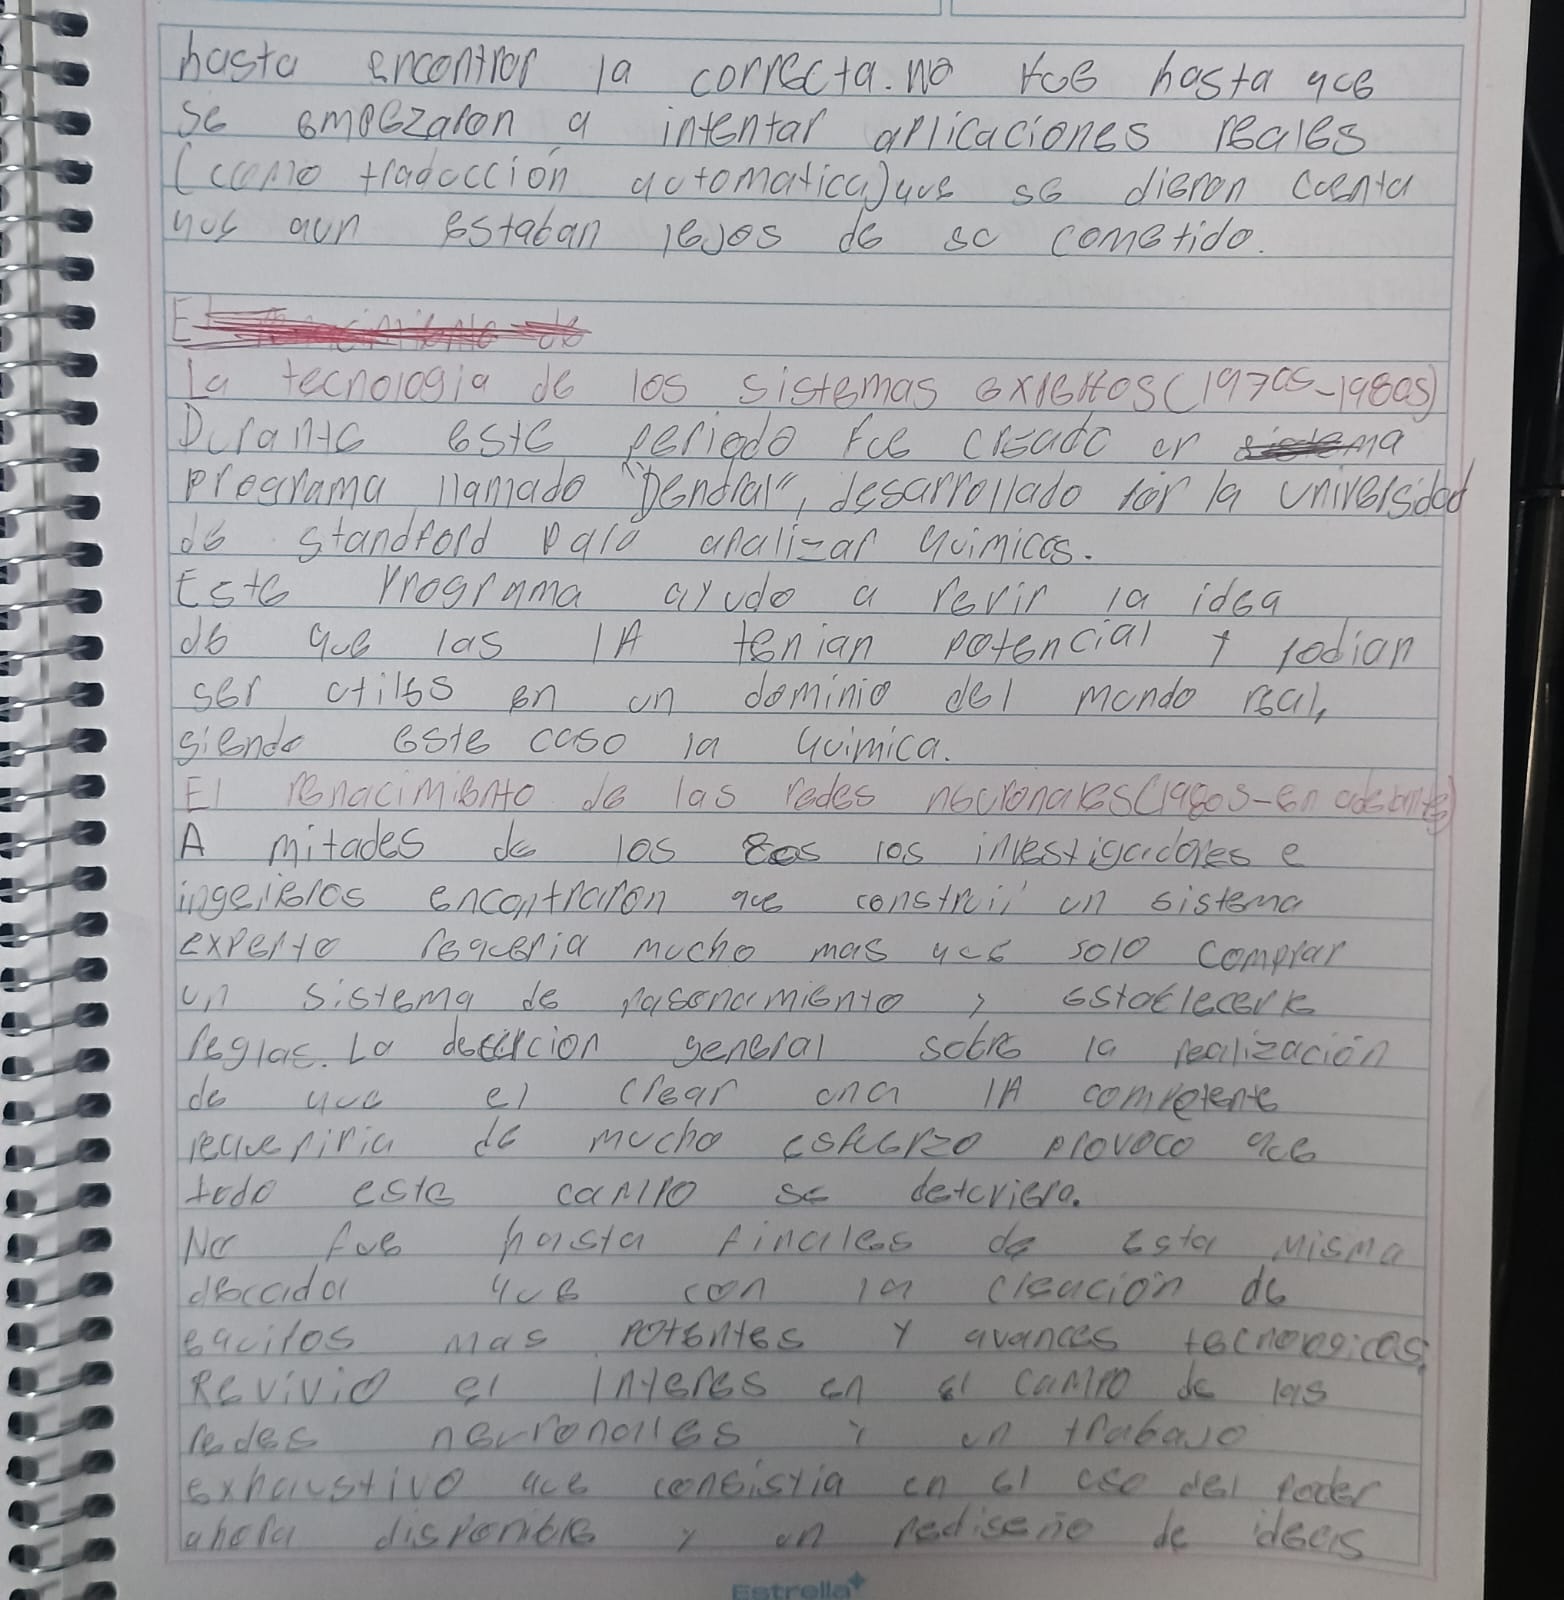 hasta encontrar la correcta. No fue hasta que
se empezaron a intentar aplicaciones reales
(como traducción automatica) que se dieron cuenta
que aun estaban lejos de su cometido.
La tecnologia de los sistemas expertos (1970s-1980s)
Durante este periodo fue creado un
programa llamado "Dendral", desarrollado por la universidad
de Standford para analizar quimicos.
Este programa ayudo a revir la idea
de que las IA tenian potencial y podian
ser utiles en un dominio del mundo real,
siendo este caso la quimica.
El renacimiento de las redes neuronales (1980s-en adelante)
A mitades de los 80s los investigadores e
ingenieros encontraron que construir un sistema
experto requeria mucho mas que solo comprar
un sistema de rasonamiento y establecerle
reglas. La general sobre la realización
de que el crear una IA competente
requeriria de mucho esfuerzo provoco que
todo este campo se detuviera.
No fue hasta finales de esta misma
decada que con la creación de
equipos mas potentes y avances tecnologicos,
Revivio el interes en el campo de las
redes neuronales y un trabajo
exhaustivo que consistia en el uso del poder
ahora disponible y un rediseño de ideas
Estrella